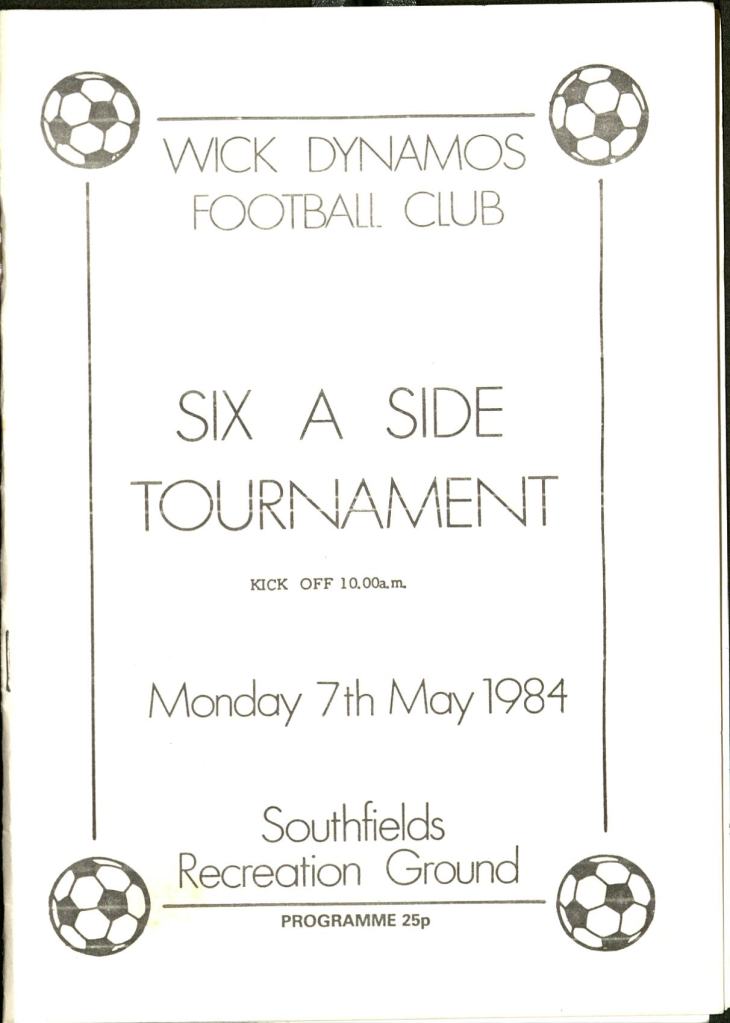 WICK DYNAMOS
FOOTBALL CLUB
SIX A SIDE
TOURNAMENT
KICK OFF 10.00a.m.
Monday 7th May 1984
Southfields
Recreation Ground
PROGRAMME 25p